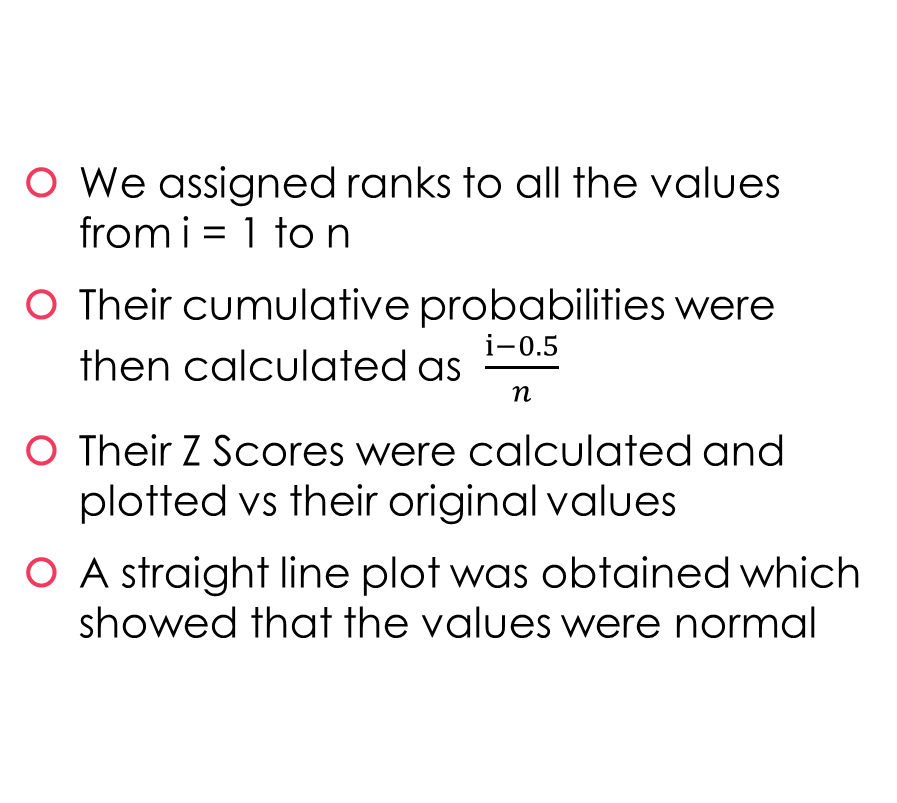 We assigned ranks to all the values
from i = 1 to n
Their cumulative probabilities were
then calculated as (i−0.5)/n
Their Z Scores were calculated and
plotted vs their original values
A straight line plot was obtained which
showed that the values were normal